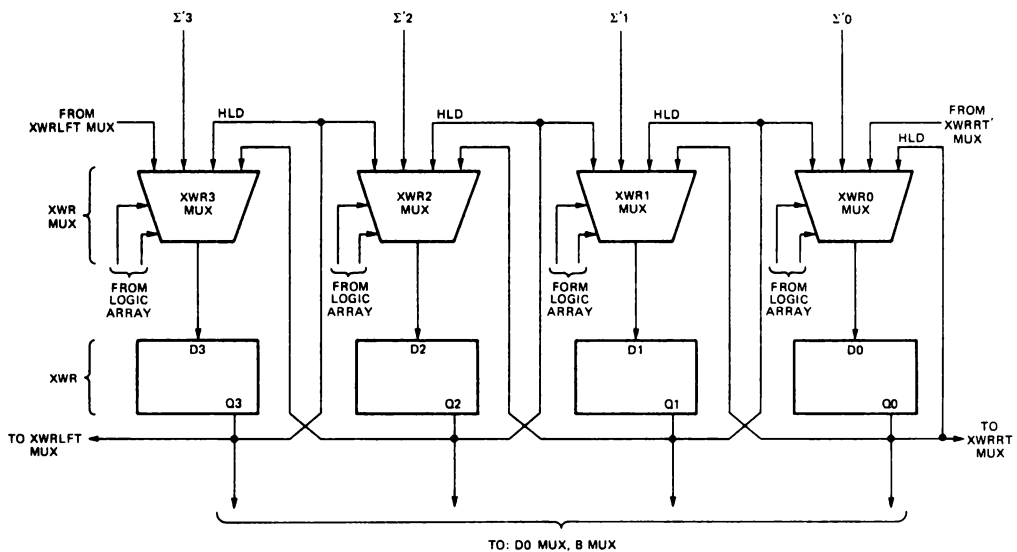 Σ'3
Σ'2
Σ'1
Σ'0
FROM
XWRLFT MUX
HLD
HLD
HLD
FROM
XWRRT'
MUX
HLD
XWR
MUX
XWR3
MUX
XWR2
MUX
XWR1
MUX
XWR0
MUX
FROM
LOGIC
ARRAY
FROM
LOGIC
ARRAY
FORM
LOGIC
ARRAY
FROM
LOGIC
ARRAY
XWR
D3
D2
D1
D0
Q3
Q2
Q1
Q0
TO XWRLFT
MUX
TO
XWRRT
MUX
TO: D0 MUX, B MUX